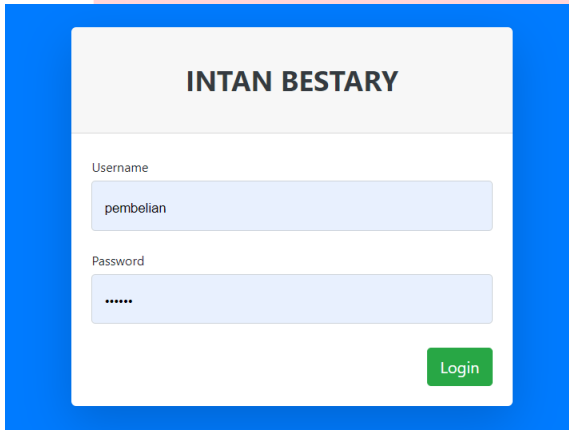 INTAN BESTARY
Username
pembelian
Password
••••••
Login